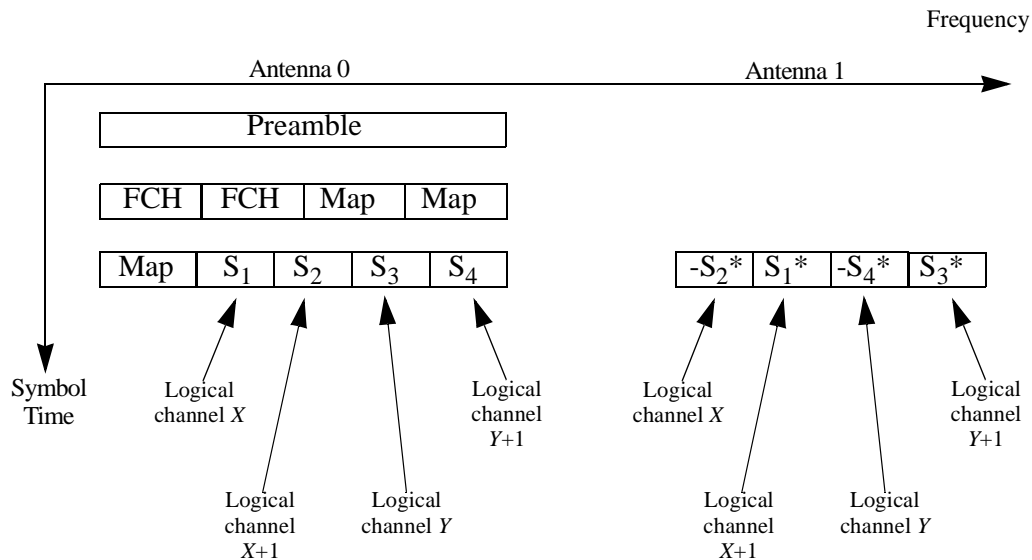 Frequency
Antenna 0 Antenna 1
Preamble
FCH FCH Map Map
Map S₁ S₂ S₃ S₄ -S₂* S₁* -S₄* S₃*
Symbol
Time
Logical
channel X
Logical
channel
Y+1
Logical
channel X
Logical
channel
Y+1
Logical
channel
X+1
Logical
channel Y
Logical
channel
X+1
Logical
channel Y